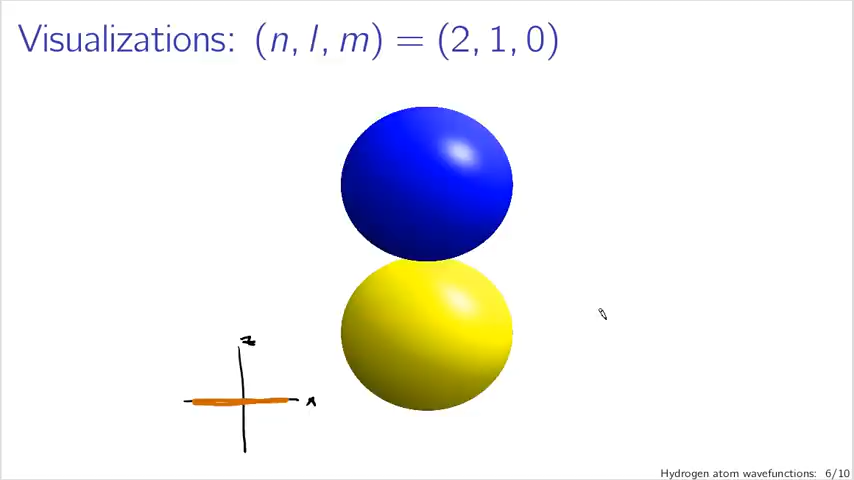 Visualizations: (n, l, m) = (2, 1, 0)
z
x
Hydrogen atom wavefunctions: 6/10